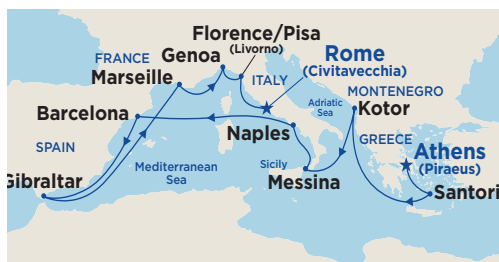 Florence/Pisa
(Livorno)
Genoa
FRANCE
Marseille
ITALY
Rome
(Civitavecchia)
MONTENEGRO
Kotor
Adriatic
Sea
Barcelona
Naples
GREECE
Athens
(Piraeus)
SPAIN
Mediterranean
Sea
Sicily
Messina
Gibraltar
Santori